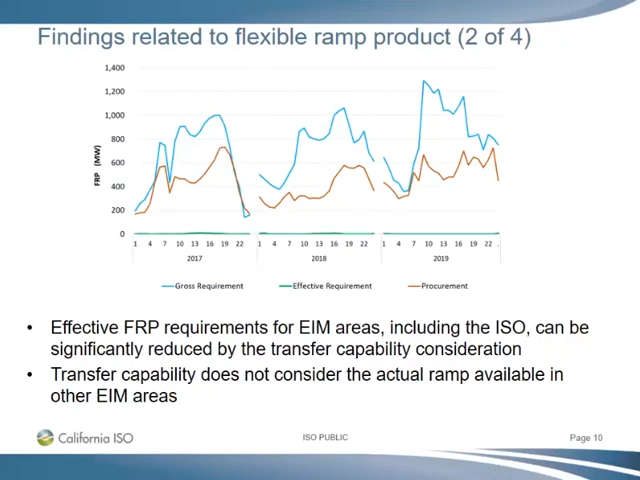 Findings related to flexible ramp product (2 of 4)
1,400
1,200
1,000
800
600
400
200
0
FRP (MW)
1 4 7 10 13 16 19 22 1 4 7 10 13 16 19 22 1 4 7 10 13 16 19 22 .
2017 2018 2019
Gross Requirement Effective Requirement Procurement
• Effective FRP requirements for EIM areas, including the ISO, can be
significantly reduced by the transfer capability consideration
• Transfer capability does not consider the actual ramp available in
other EIM areas
California ISO ISO PUBLIC Page 10